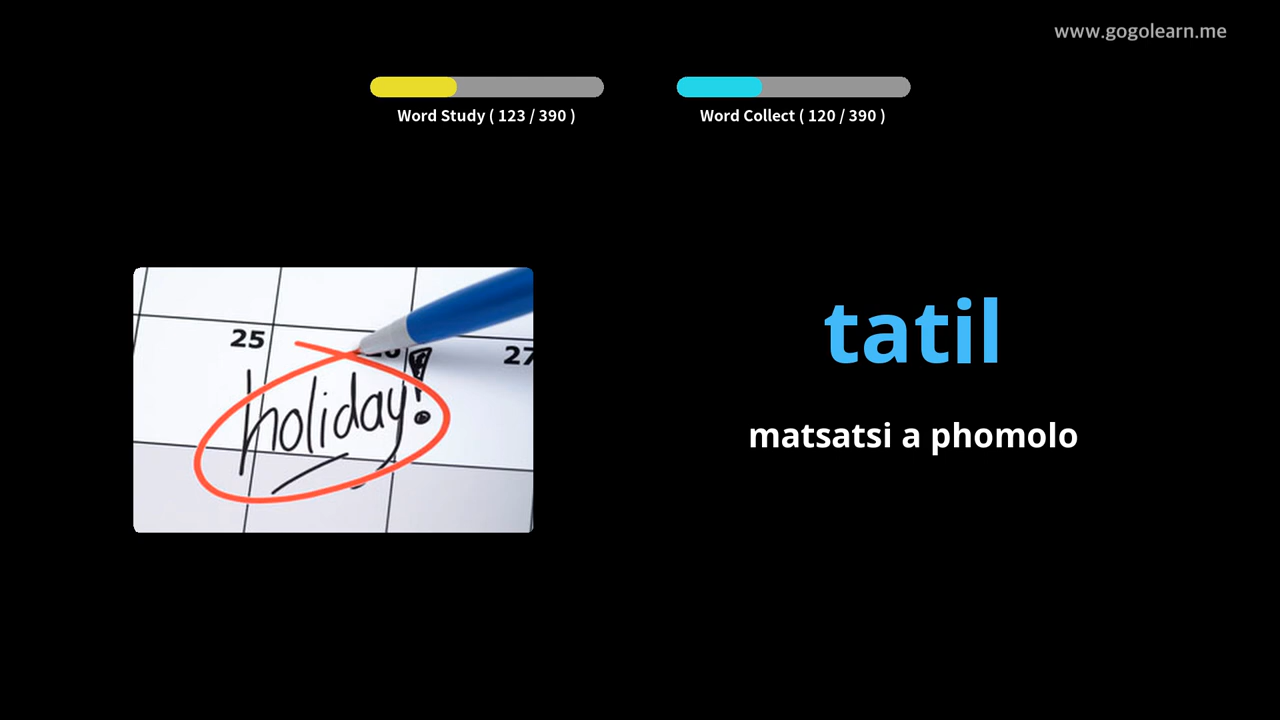 www.gogolearn.me
Word Study ( 123 / 390 )
Word Collect ( 120 / 390 )
25
27
holiday!
tatil
matsatsi a phomolo